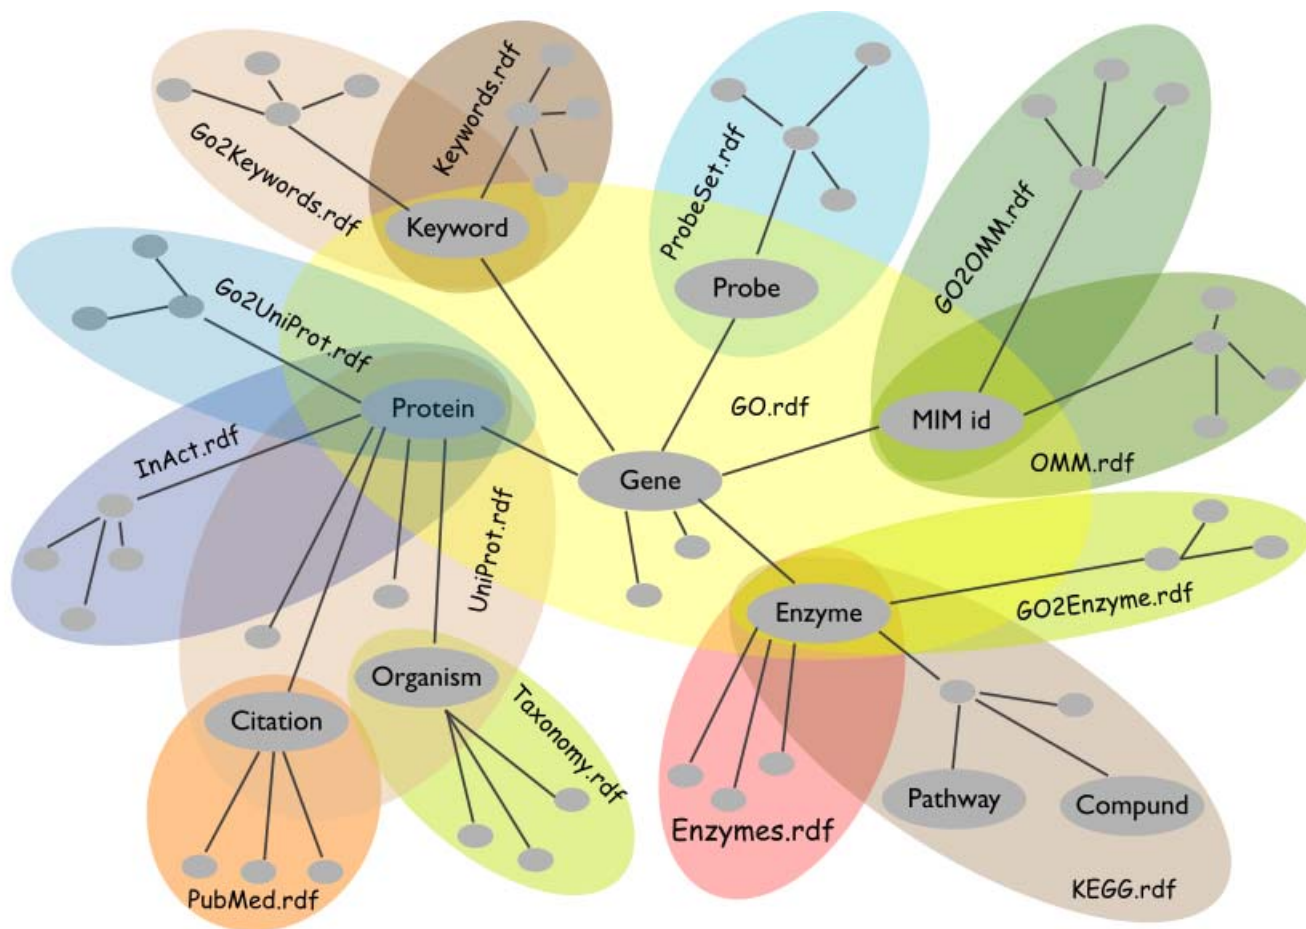 Keywords.rdf
Go2Keywords.rdf
Keyword
ProbeSet.rdf
Probe
GO2OMM.rdf
Go2UniProt.rdf
Protein
GO.rdf
MIM id
OMM.rdf
InAct.rdf
Gene
UniProt.rdf
Enzyme
GO2Enzyme.rdf
Organism
Citation
Taxonomy.rdf
Pathway
Compund
Enzymes.rdf
PubMed.rdf
KEGG.rdf